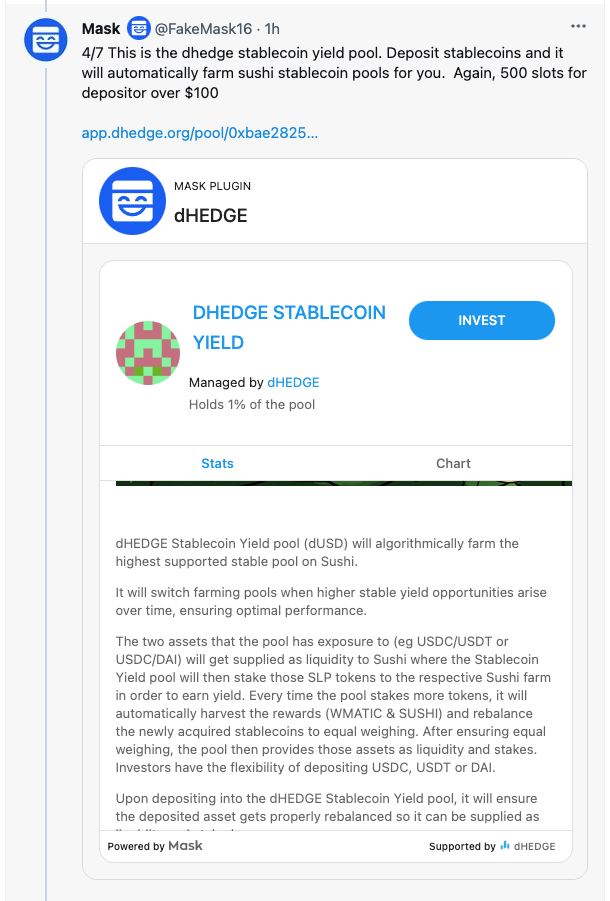 Mask @FakeMask16 · 1h
4/7 This is the dhedge stablecoin yield pool. Deposit stablecoins and it
will automatically farm sushi stablecoin pools for you.  Again, 500 slots for
depositor over $100
app.dhedge.org/pool/0xbae2825...
MASK PLUGIN
dHEDGE
DHEDGE STABLECOIN
YIELD
INVEST
Managed by dHEDGE
Holds 1% of the pool
Stats
Chart
dHEDGE Stablecoin Yield pool (dUSD) will algorithmically farm the
highest supported stable pool on Sushi.
It will switch farming pools when higher stable yield opportunities arise
over time, ensuring optimal performance.
The two assets that the pool has exposure to (eg USDC/USDT or
USDC/DAI) will get supplied as liquidity to Sushi where the Stablecoin
Yield pool will then stake those SLP tokens to the respective Sushi farm
in order to earn yield. Every time the pool stakes more tokens, it will
automatically harvest the rewards (WMATIC & SUSHI) and rebalance
the newly acquired stablecoins to equal weighing. After ensuring equal
weighing, the pool then provides those assets as liquidity and stakes.
Investors have the flexibility of depositing USDC, USDT or DAI.
Upon depositing into the dHEDGE Stablecoin Yield pool, it will ensure
the deposited asset gets properly rebalanced so it can be supplied as
Powered by Mask
Supported by dHEDGE